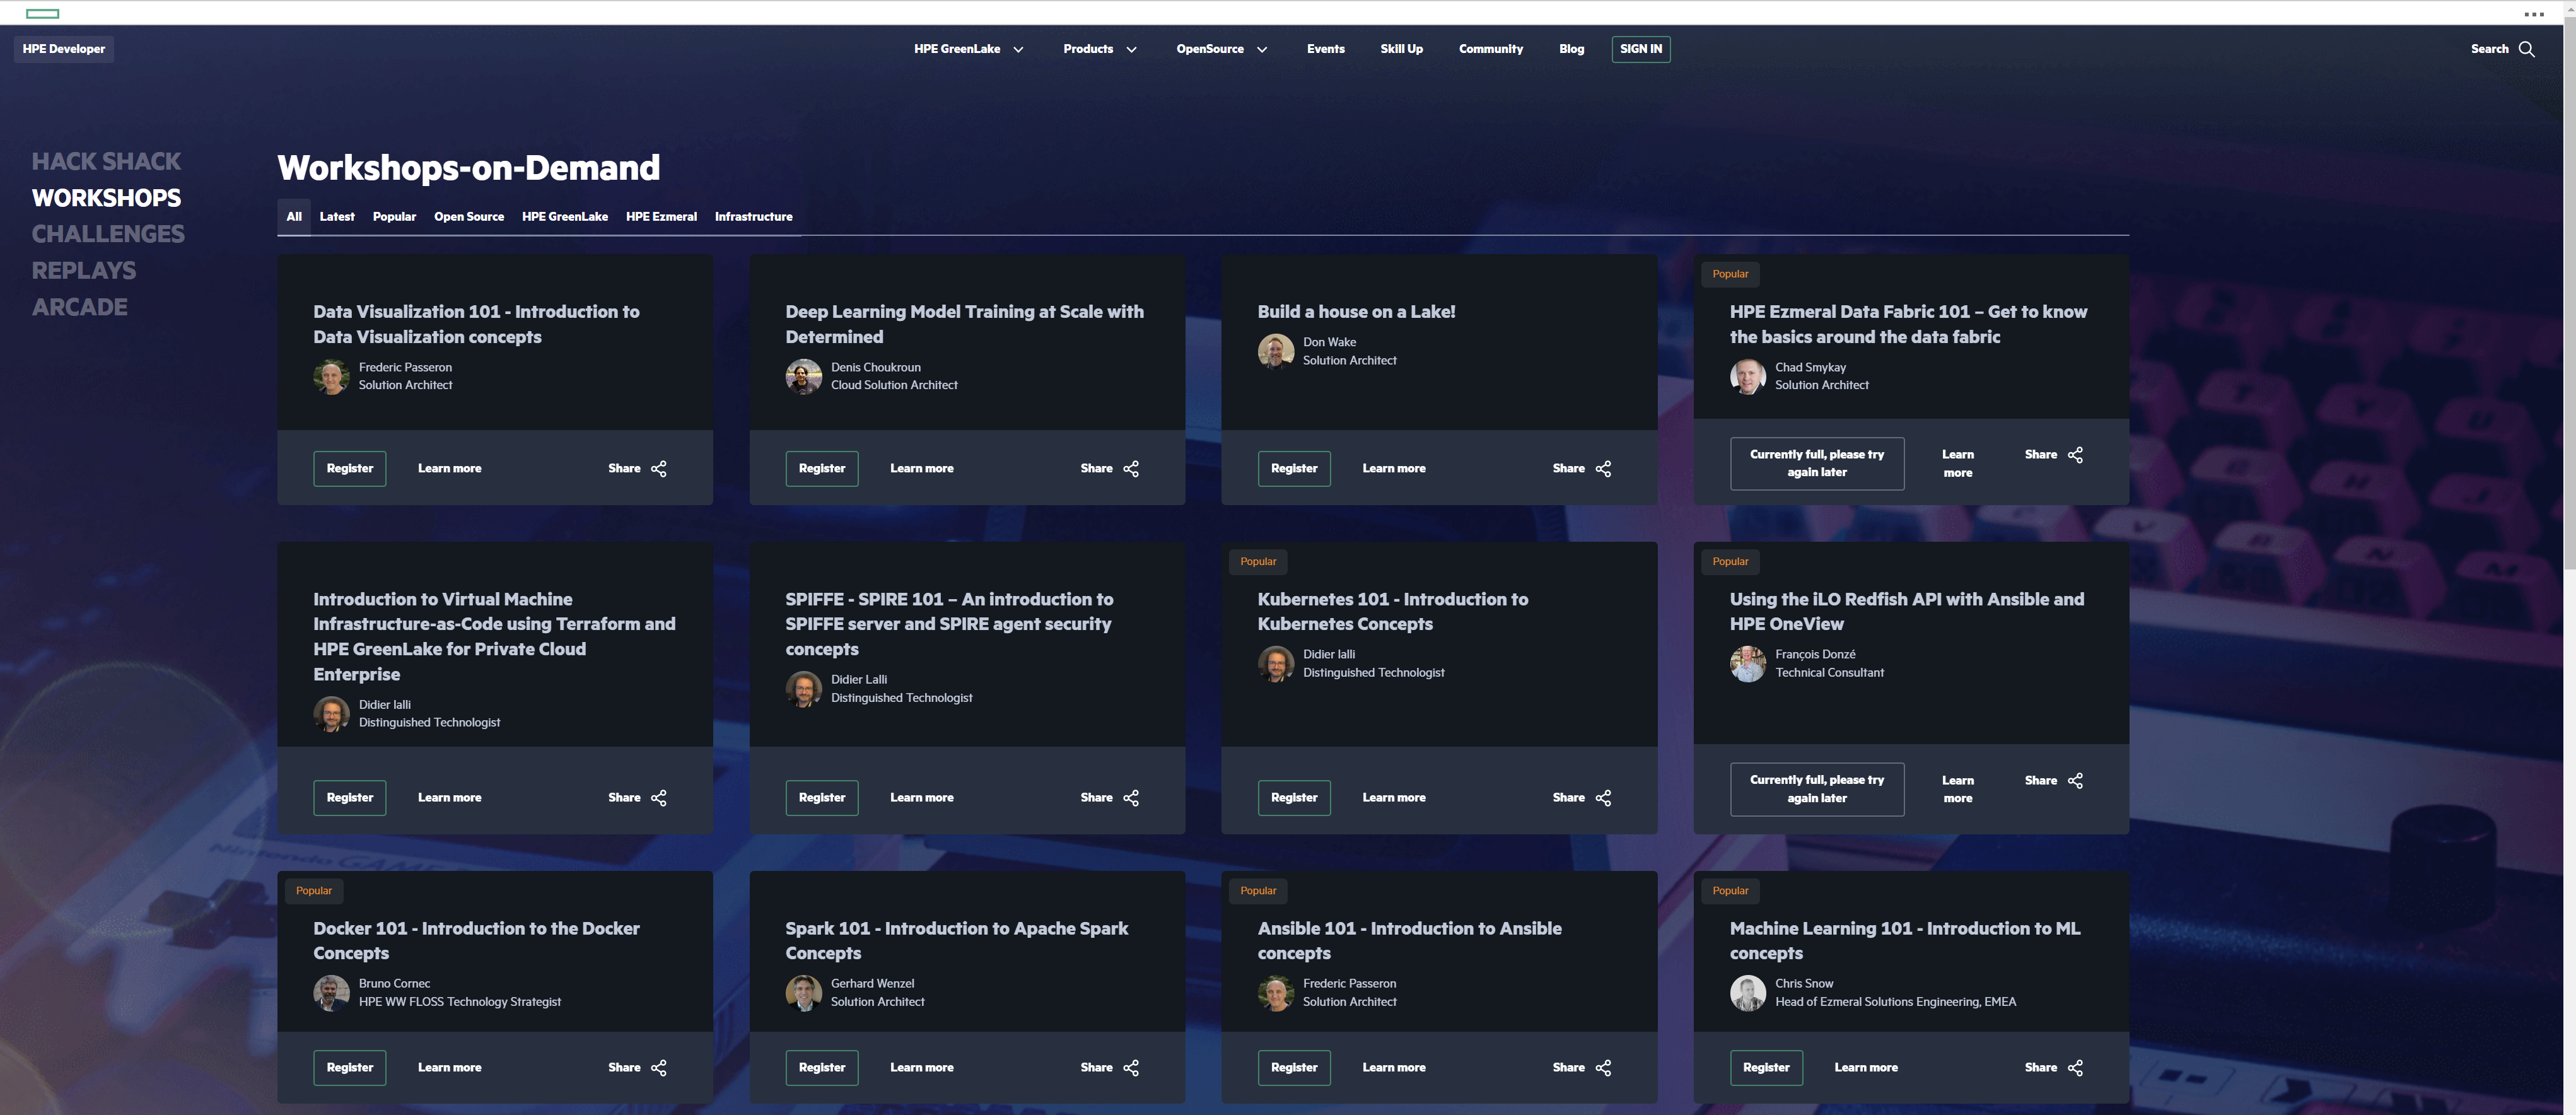 HPE Developer
HPE GreenLake
Products
OpenSource
Events
Skill Up
Community
Blog
SIGN IN
Search
HACK SHACK
WORKSHOPS
CHALLENGES
REPLAYS
ARCADE
Workshops-on-Demand
All
Latest
Popular
Open Source
HPE GreenLake
HPE Ezmeral
Infrastructure
Data Visualization 101 - Introduction to
Data Visualization concepts
Frederic Passeron
Solution Architect
Register
Learn more
Share
Deep Learning Model Training at Scale with
Determined
Denis Choukroun
Cloud Solution Architect
Register
Learn more
Share
Build a house on a Lake!
Don Wake
Solution Architect
Register
Learn more
Share
Popular
HPE Ezmeral Data Fabric 101 – Get to know
the basics around the data fabric
Chad Smykay
Solution Architect
Currently full, please try
again later
Learn
more
Share
Introduction to Virtual Machine
Infrastructure-as-Code using Terraform and
HPE GreenLake for Private Cloud
Enterprise
Didier lalli
Distinguished Technologist
Register
Learn more
Share
SPIFFE - SPIRE 101 – An introduction to
SPIFFE server and SPIRE agent security
concepts
Didier Lalli
Distinguished Technologist
Register
Learn more
Share
Popular
Kubernetes 101 - Introduction to
Kubernetes Concepts
Didier lalli
Distinguished Technologist
Register
Learn more
Share
Popular
Using the iLO Redfish API with Ansible and
HPE OneView
François Donzé
Technical Consultant
Currently full, please try
again later
Learn
more
Share
Popular
Docker 101 - Introduction to the Docker
Concepts
Bruno Cornec
HPE WW FLOSS Technology Strategist
Register
Learn more
Share
Spark 101 - Introduction to Apache Spark
Concepts
Gerhard Wenzel
Solution Architect
Register
Learn more
Share
Popular
Ansible 101 - Introduction to Ansible
concepts
Frederic Passeron
Solution Architect
Register
Learn more
Share
Popular
Machine Learning 101 - Introduction to ML
concepts
Chris Snow
Head of Ezmeral Solutions Engineering, EMEA
Register
Learn more
Share